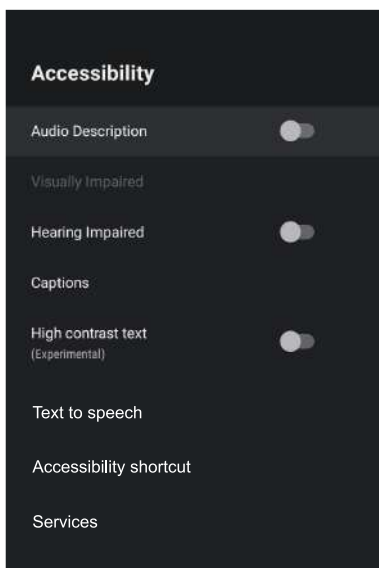 Accessibility
Audio Description
Visually Impaired
Hearing Impaired
Captions
High contrast text
(Experimental)
Text to speech
Accessibility shortcut
Services